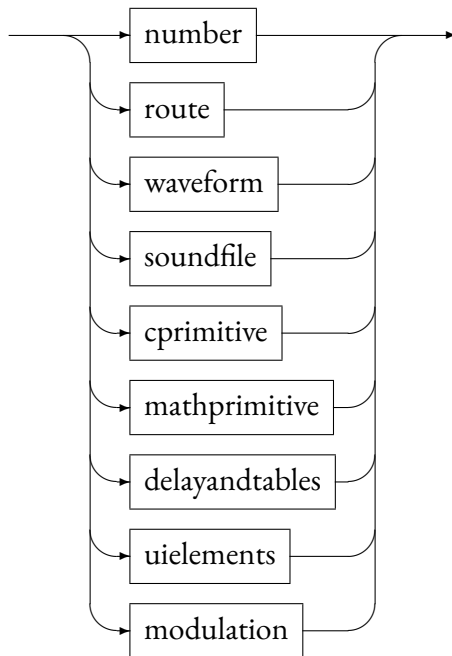 number
route
waveform
soundfile
cprimitive
mathprimitive
delayandtables
uielements
modulation